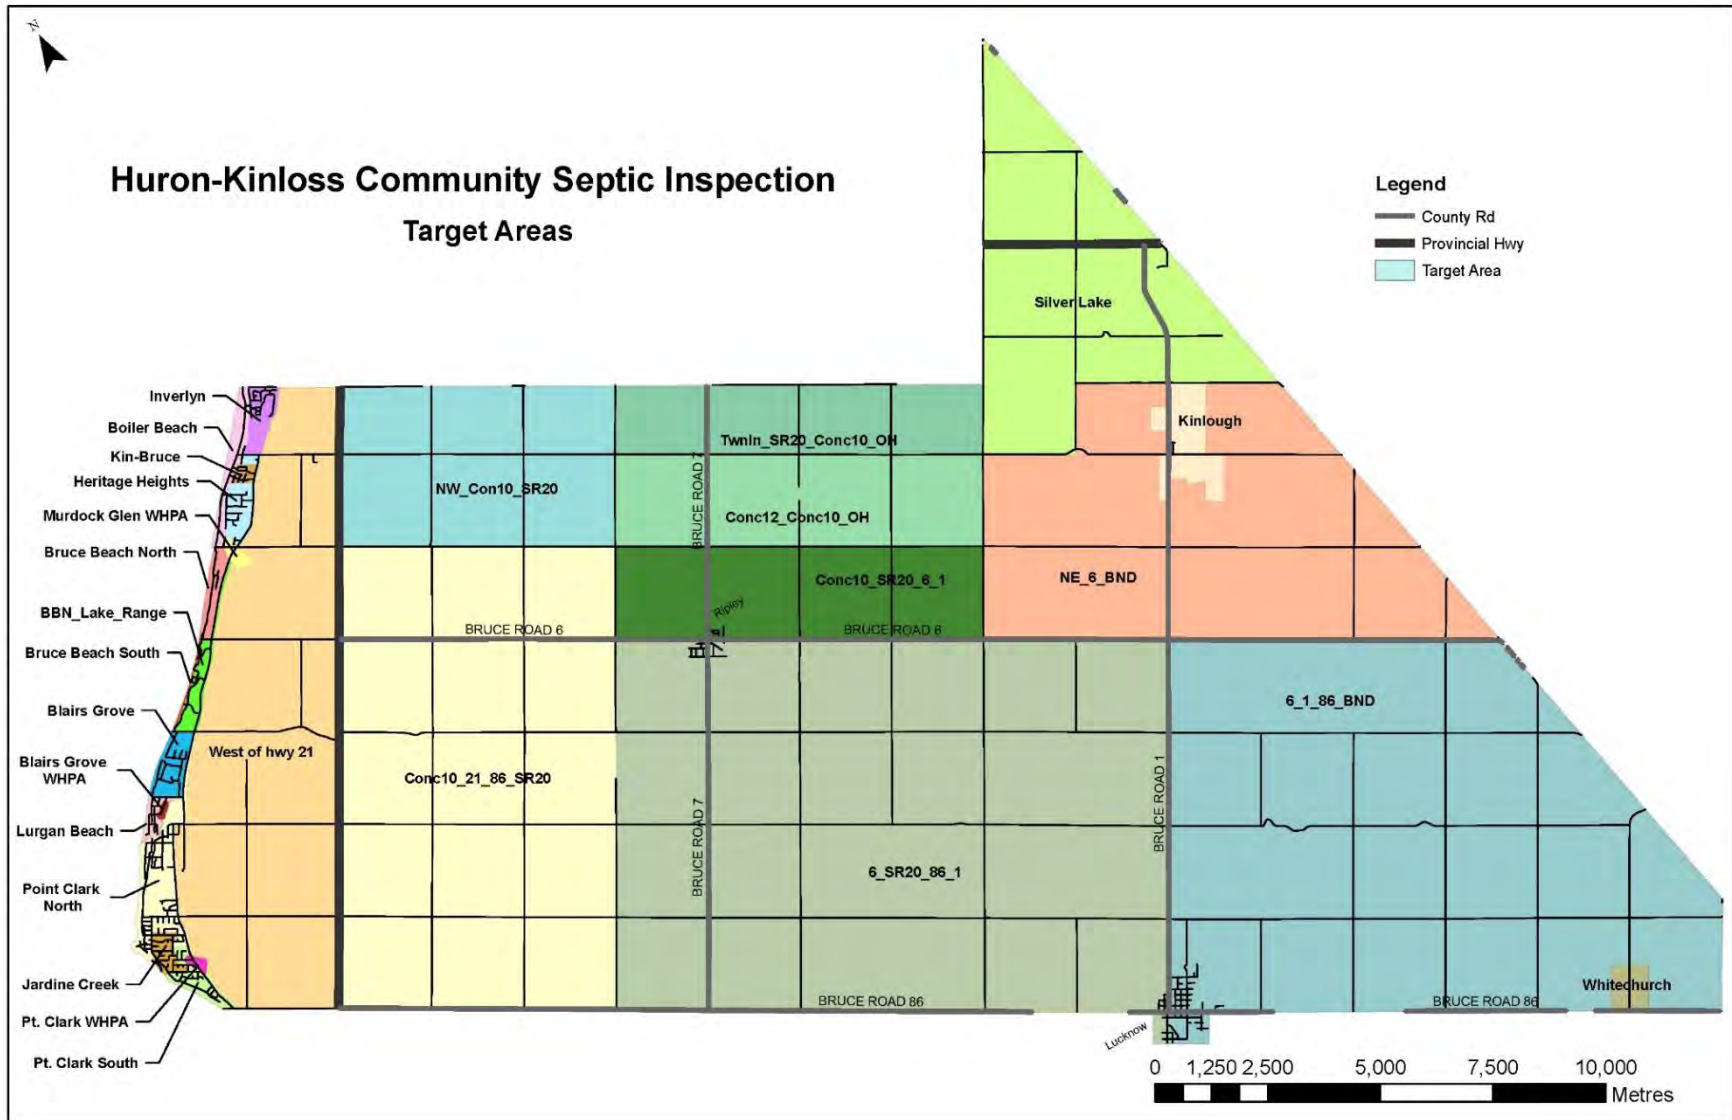 N
Huron-Kinloss Community Septic Inspection
Target Areas
Legend
County Rd
Provincial Hwy
Target Area
Silver Lake
Inverlyn
Boiler Beach
Kin-Bruce
Heritage Heights
Murdock Glen WHPA
Bruce Beach North
BBN_Lake_Range
Bruce Beach South
Blairs Grove
Blairs Grove
WHPA
Lurgan Beach
Point Clark
North
Jardine Creek
Pt. Clark WHPA
Pt. Clark South
West of hwy 21
NW_Con10_SR20
Twnln_SR20_Conc10_OH
BRUCE ROAD 7
Conc12_Conc10_OH
Kinlough
Conc10_SR20_6_1
NE_6_BND
Ripley
BRUCE ROAD 6
BRUCE ROAD 6
6_1_86_BND
Conc10_21_86_SR20
BRUCE ROAD 7
BRUCE ROAD 1
6_SR20_86_1
Whitechurch
BRUCE ROAD 86
BRUCE ROAD 86
Lucknow
0 1,250 2,500 5,000 7,500 10,000
Metres